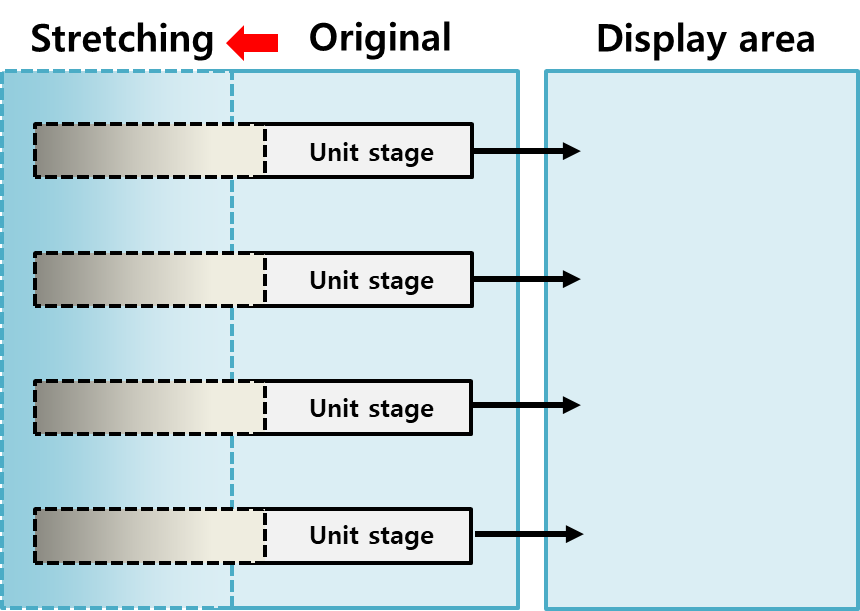 Stretching
Original
Display area
Unit stage
Unit stage
Unit stage
Unit stage